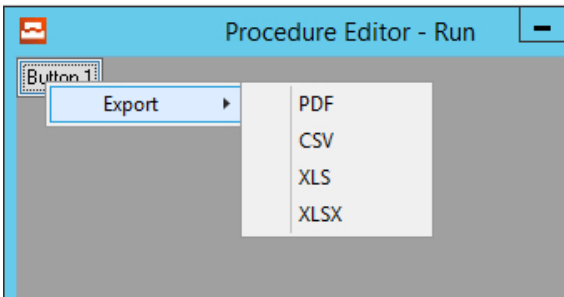 Procedure Editor - Run
Button 1
Export
PDF
CSV
XLS
XLSX